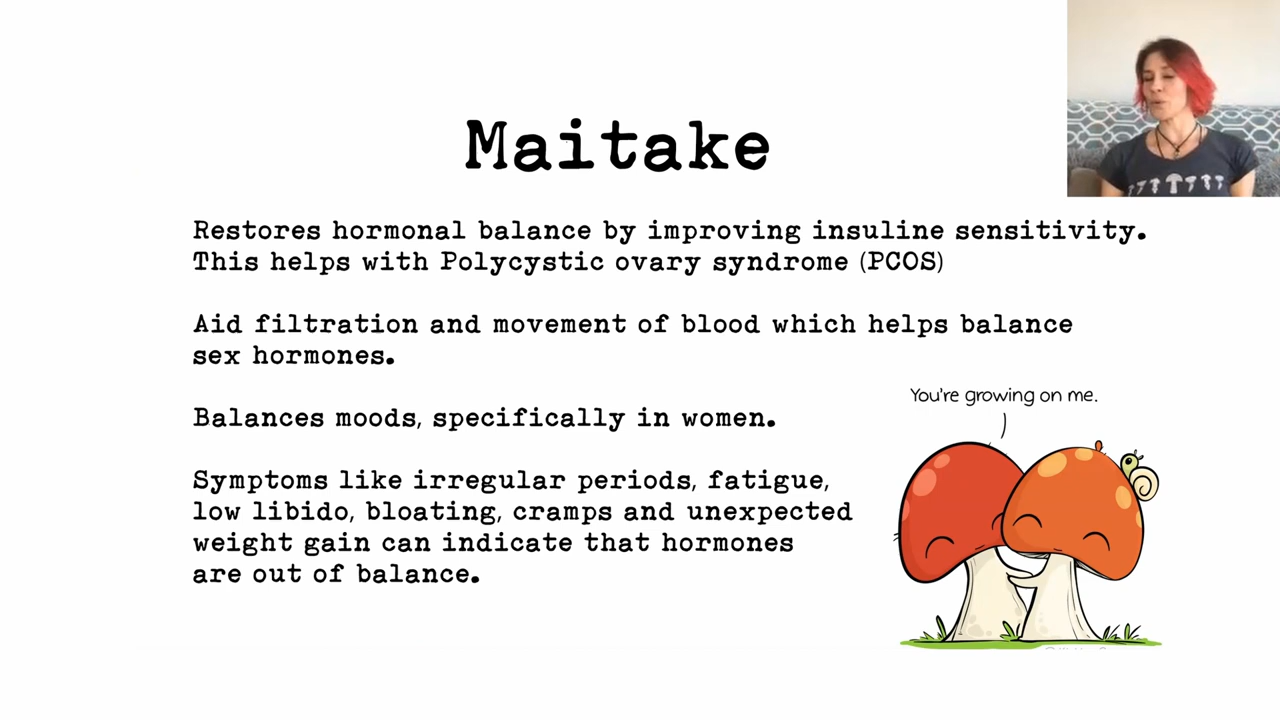 Maitake
Restores hormonal balance by improving insuline sensitivity.
This helps with Polycystic ovary syndrome (PCOS)
Aid filtration and movement of blood which helps balance
sex hormones.
Balances moods, specifically in women.
You're growing on me.
Symptoms like irregular periods, fatigue,
low libido, bloating, cramps and unexpected
weight gain can indicate that hormones
are out of balance.